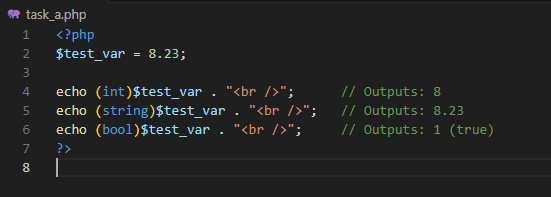 task_a.php
1 <?php
2 $test_var = 8.23;
3
4 echo (int)$test_var . "<br />";        // Outputs: 8
5 echo (string)$test_var . "<br />";   // Outputs: 8.23
6 echo (bool)$test_var . "<br />";      // Outputs: 1 (true)
7 ?>
8